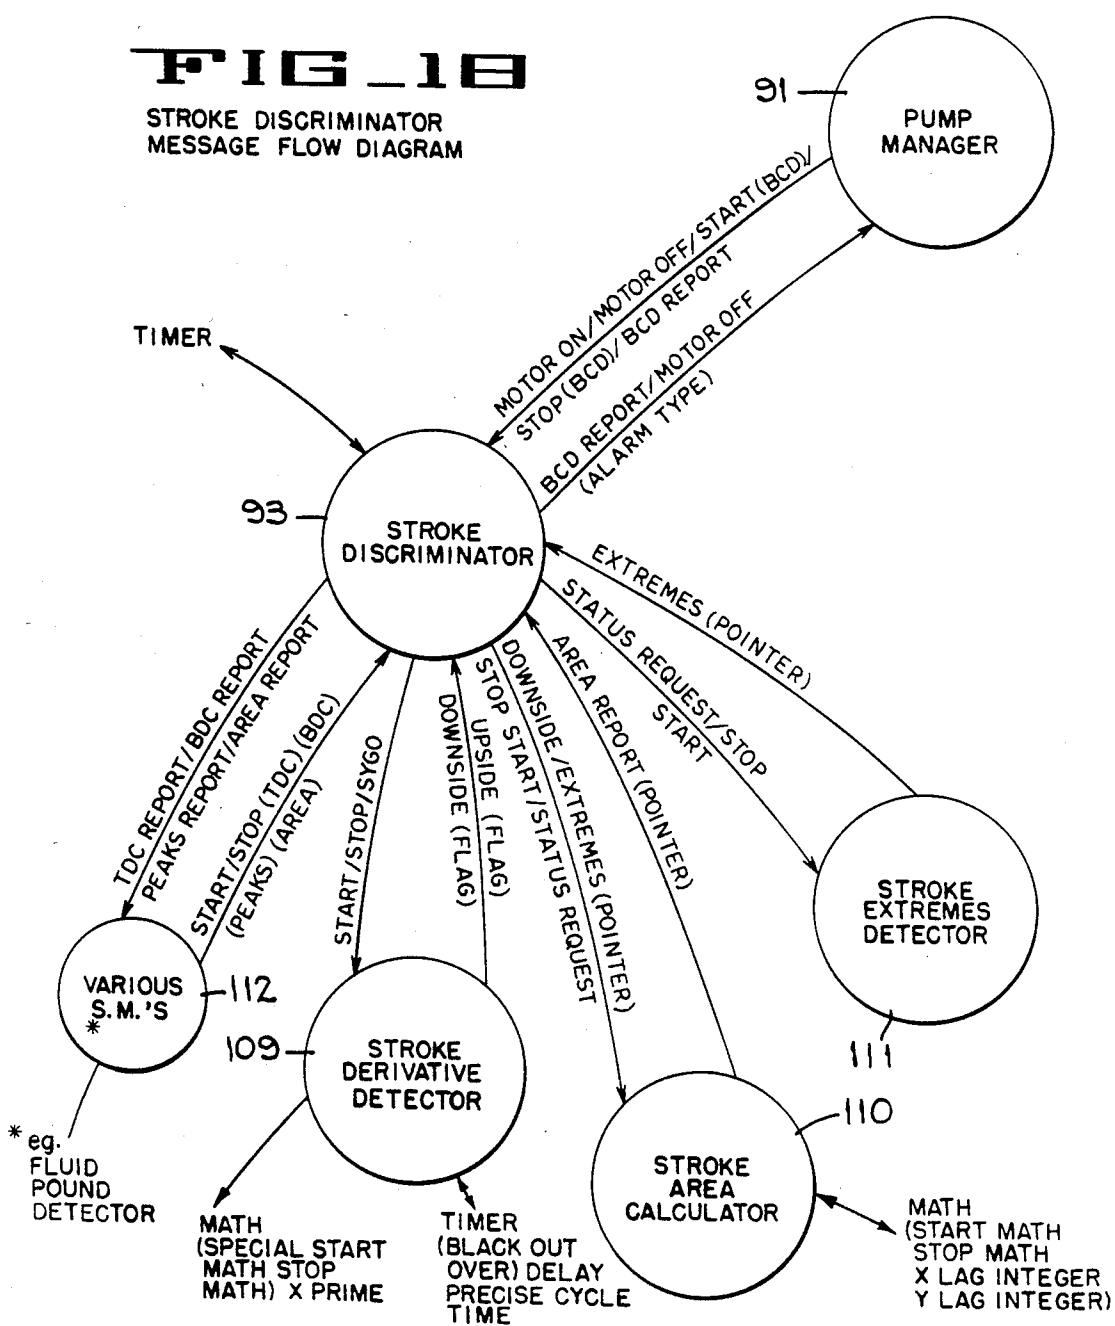 FIG_18
STROKE DISCRIMINATOR
MESSAGE FLOW DIAGRAM
91
PUMP
MANAGER
MOTOR ON/MOTOR OFF/START(BCD)/
STOP(BCD)/BCD REPORT
BCD REPORT/MOTOR OFF
(ALARM TYPE)
TIMER
93
STROKE
DISCRIMINATOR
EXTREMES (POINTER)
STATUS REQUEST/STOP
START
AREA REPORT (POINTER)
DOWNSIDE/EXTREMES (POINTER)
STOP START/STATUS REQUEST
UPSIDE (FLAG)
DOWNSIDE (FLAG)
START/STOP/SYGO
TDC REPORT/BDC REPORT
PEAKS REPORT/AREA REPORT
START/STOP (TDC) (BDC)
(PEAKS) (AREA)
STROKE
EXTREMES
DETECTOR
111
VARIOUS
S.M.'S
*
112
109
STROKE
DERIVATIVE
DETECTOR
110
STROKE
AREA
CALCULATOR
* eg.
FLUID
POUND
DETECTOR
MATH
(SPECIAL START
MATH STOP
MATH) X PRIME
TIMER
(BLACK OUT
OVER) DELAY
PRECISE CYCLE
TIME
MATH
(START MATH
STOP MATH
X LAG INTEGER
Y LAG INTEGER)